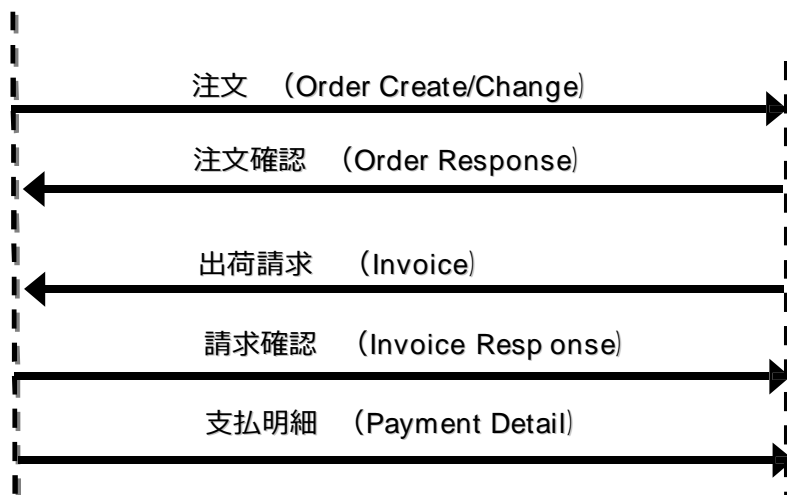 注文　（Order Create/Change)
注文確認　（Order Response)
出荷請求　（Invoice)
請求確認　（Invoice Resp onse)
支払明細　（Payment Detail)